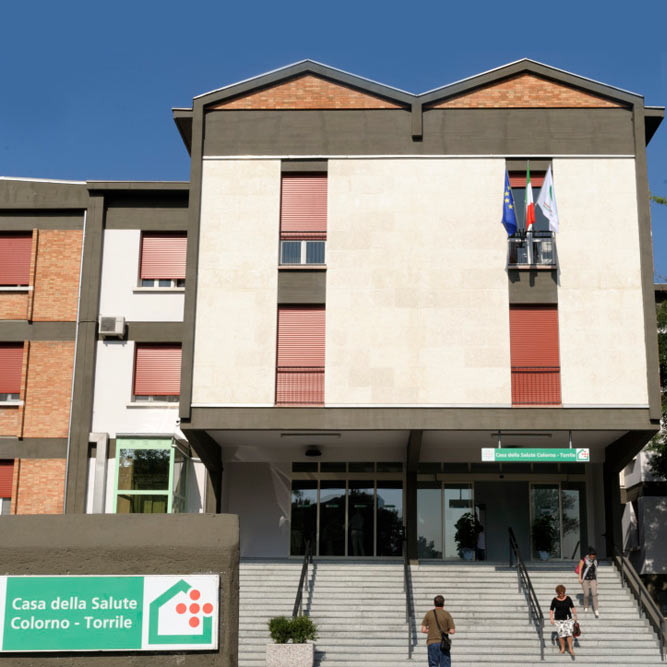 Casa della Salute Colorno - Torrile
Casa della Salute
Colorno - Torrile